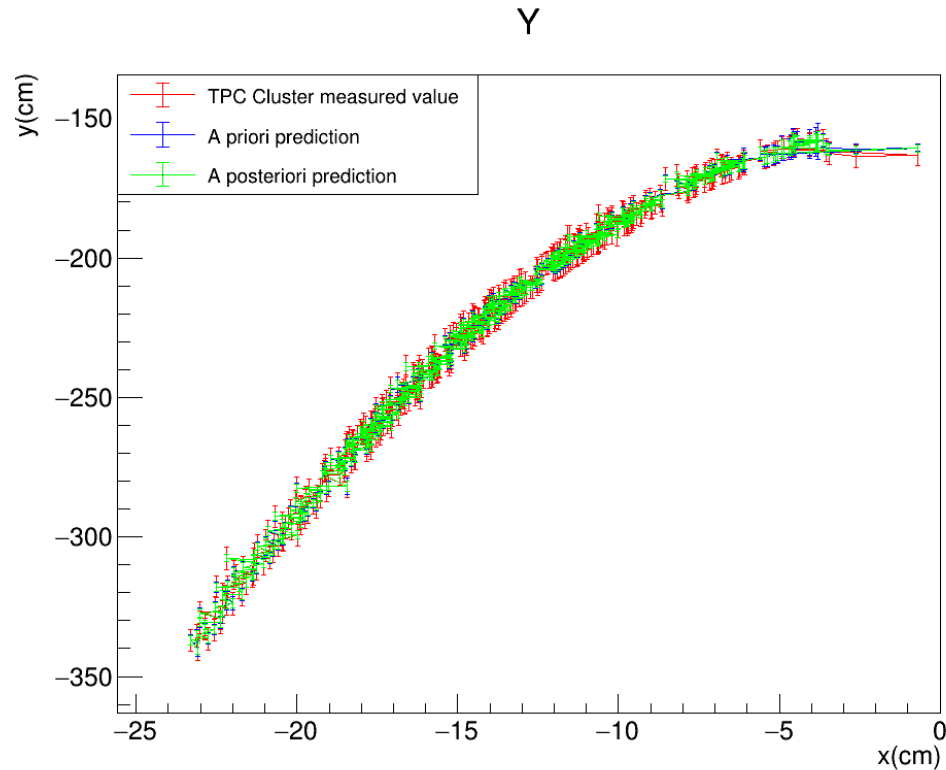 Y
y(cm)
TPC Cluster measured value
A priori prediction
A posteriori prediction
−150
−200
−250
−300
−350
−25 −20 −15 −10 −5 0
x(cm)